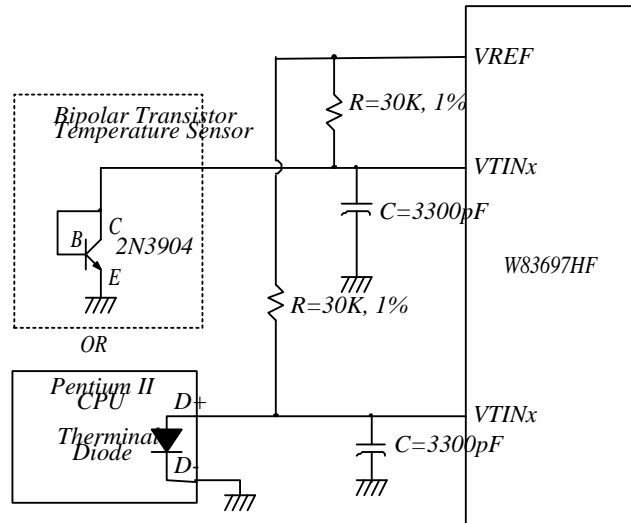 VREF
R=30K, 1%
Bipolar Transistor
Temperature Sensor
VTINx
C
B
2N3904
C=3300pF
E
W83697HF
R=30K, 1%
OR
Pentium II
CPU
D+
VTINx
Therminal
Diode
C=3300pF
D-